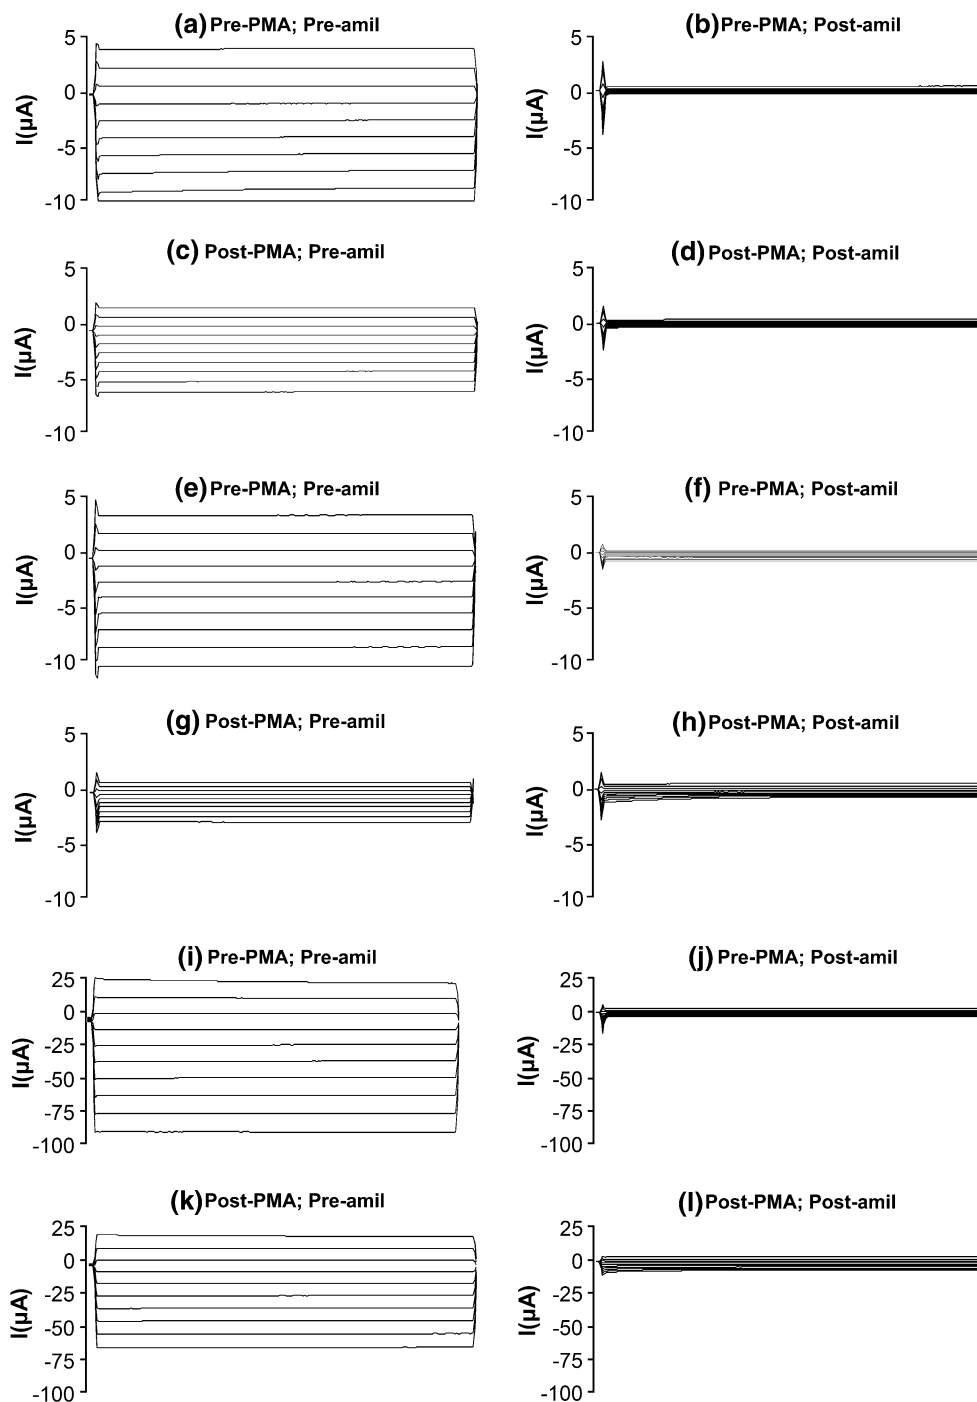 (a) Pre-PMA; Pre-amil
(b) Pre-PMA; Post-amil
I(µA)
5
0
-5
-10
I(µA)
5
0
-5
-10
(c) Post-PMA; Pre-amil
(d) Post-PMA; Post-amil
I(µA)
5
0
-5
-10
I(µA)
5
0
-5
-10
(e) Pre-PMA; Pre-amil
(f) Pre-PMA; Post-amil
I(µA)
5
0
-5
-10
I(µA)
5
0
-5
-10
(g) Post-PMA; Pre-amil
(h) Post-PMA; Post-amil
I(µA)
5
0
-5
-10
I(µA)
5
0
-5
-10
(i) Pre-PMA; Pre-amil
(j) Pre-PMA; Post-amil
I(µA)
25
0
-25
-50
-75
-100
I(µA)
25
0
-25
-50
-75
-100
(k) Post-PMA; Pre-amil
(l) Post-PMA; Post-amil
I(µA)
25
0
-25
-50
-75
-100
I(µA)
25
0
-25
-50
-75
-100